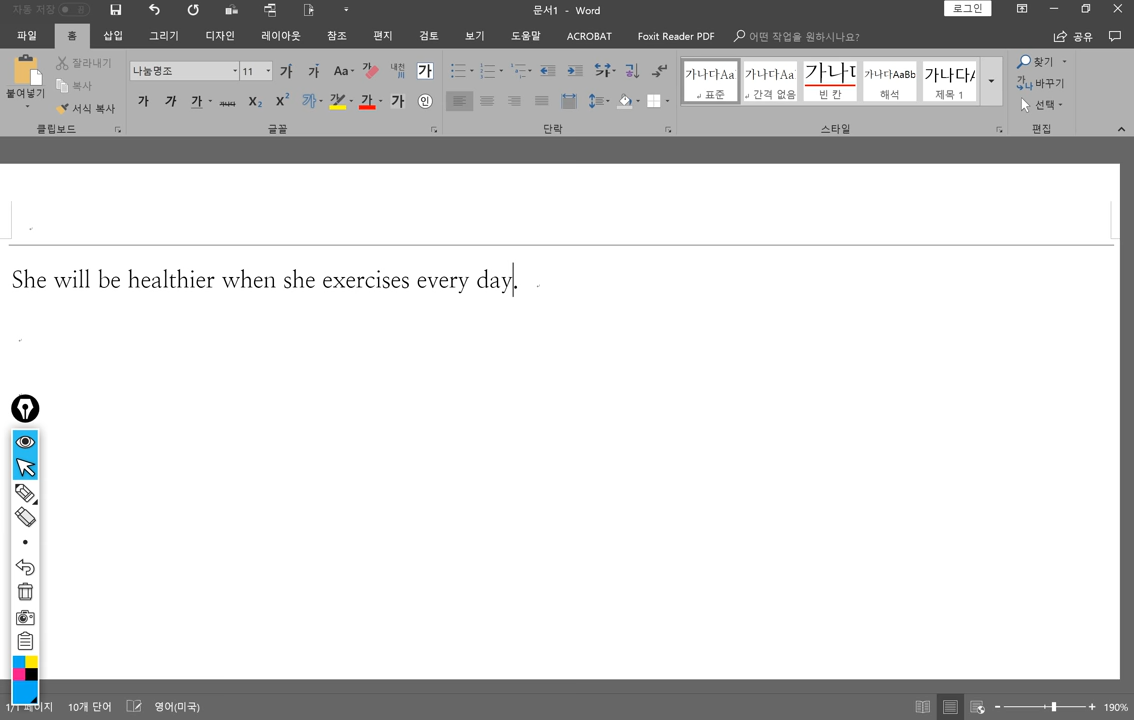 자동 저장
문서1 - Word
로그인
파일 홈 삽입 그리기 디자인 레이아웃 참조 편지 검토 보기 도움말 ACROBAT Foxit Reader PDF 어떤 작업을 원하시나요? 공유
붙여넣기
잘라내기
복사
서식 복사
클립보드
나눔명조 11 가 가 Aa 가 내천 가
가 가 가 X₂ X² 가 가 가 가 인
글꼴
단락
가나다Aa 가나다Aa 가나다 가나다AaBb 가나다A
표준 간격 없음 빈 칸 해석 제목 1
스타일
찾기
바꾸기
선택
편집
She will be healthier when she exercises every day.
1/1 페이지 10개 단어 영어(미국) 190%